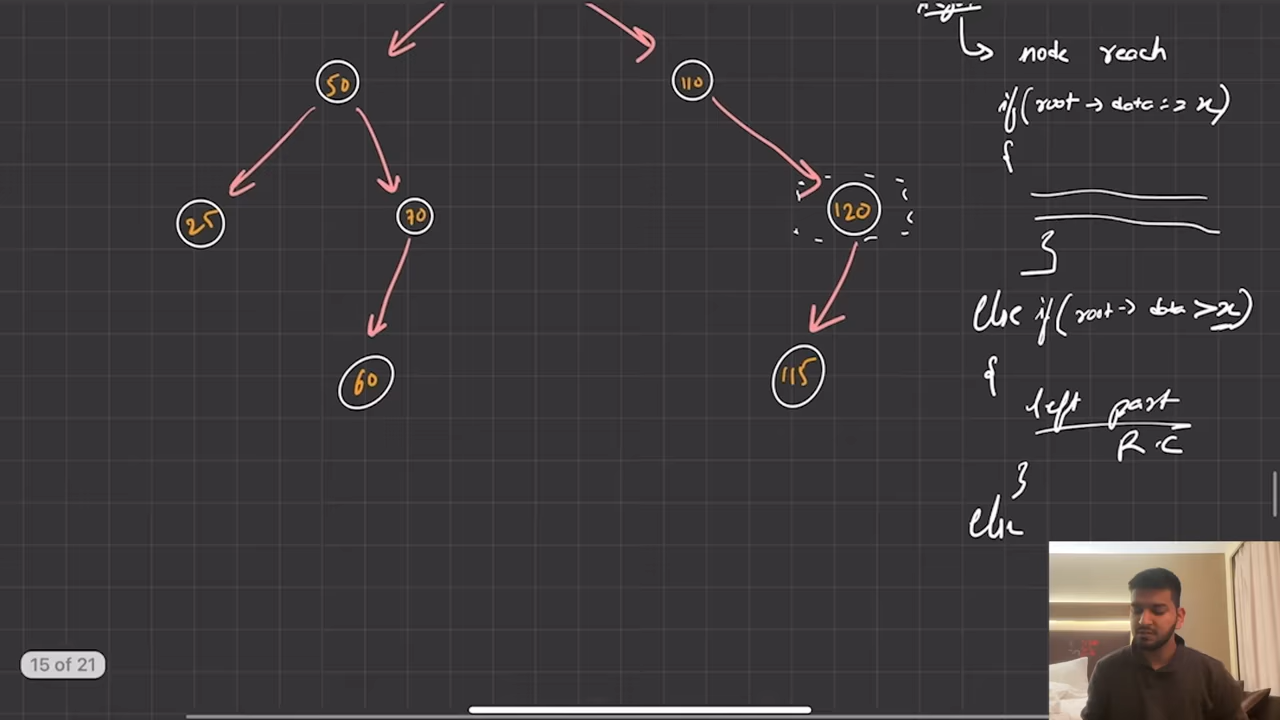 50
110
25
70
120
60
115
node reach
if(root → data == x)
{
}
else if(root → data > x)
{
left part
R.C
}
else
15 of 21